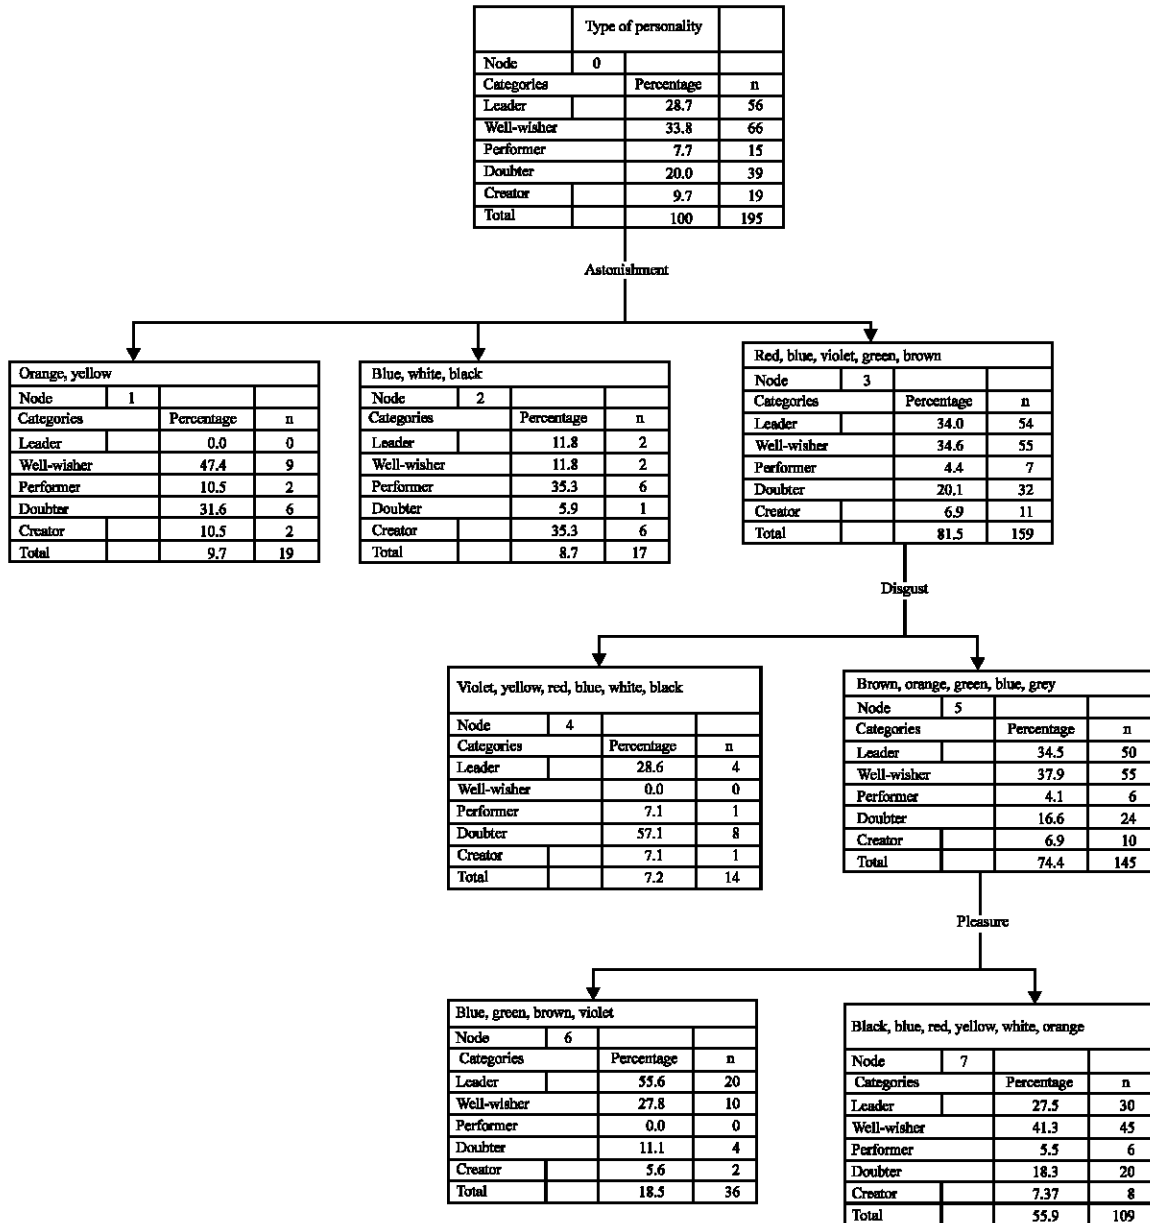 Type of personality
Node 0
Categories Percentage n
Leader 28.7 56
Well-wisher 33.8 66
Performer 7.7 15
Doubter 20.0 39
Creator 9.7 19
Total 100 195
Astonishment
Orange, yellow
Node 1
Categories Percentage n
Leader 0.0 0
Well-wisher 47.4 9
Performer 10.5 2
Doubter 31.6 6
Creator 10.5 2
Total 9.7 19
Blue, white, black
Node 2
Categories Percentage n
Leader 11.8 2
Well-wisher 11.8 2
Performer 35.3 6
Doubter 5.9 1
Creator 35.3 6
Total 8.7 17
Red, blue, violet, green, brown
Node 3
Categories Percentage n
Leader 34.0 54
Well-wisher 34.6 55
Performer 4.4 7
Doubter 20.1 32
Creator 6.9 11
Total 81.5 159
Disgust
Violet, yellow, red, blue, white, black
Node 4
Categories Percentage n
Leader 28.6 4
Well-wisher 0.0 0
Performer 7.1 1
Doubter 57.1 8
Creator 7.1 1
Total 7.2 14
Brown, orange, green, blue, grey
Node 5
Categories Percentage n
Leader 34.5 50
Well-wisher 37.9 55
Performer 4.1 6
Doubter 16.6 24
Creator 6.9 10
Total 74.4 145
Pleasure
Blue, green, brown, violet
Node 6
Categories Percentage n
Leader 55.6 20
Well-wisher 27.8 10
Performer 0.0 0
Doubter 11.1 4
Creator 5.6 2
Total 18.5 36
Black, blue, red, yellow, white, orange
Node 7
Categories Percentage n
Leader 27.5 30
Well-wisher 41.3 45
Performer 5.5 6
Doubter 18.3 20
Creator 7.37 8
Total 55.9 109